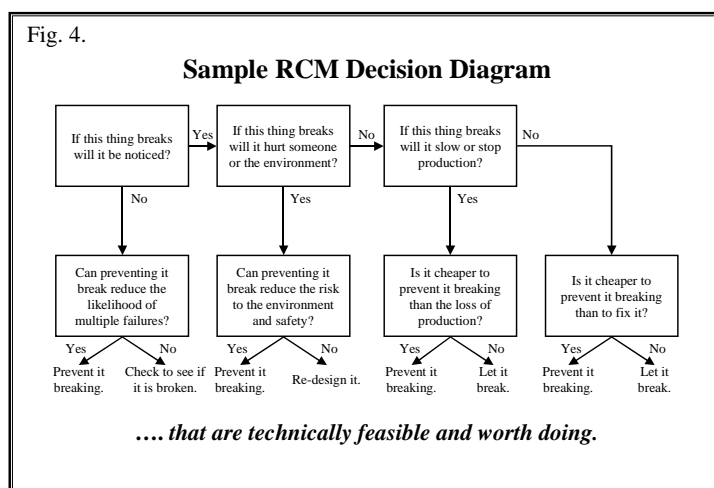 Fig. 4.
Sample RCM Decision Diagram
If this thing breaks
will it be noticed?
Yes
If this thing breaks
will it hurt someone
or the environment?
No
If this thing breaks
will it slow or stop
production?
No
No
Yes
Yes
Can preventing it
break reduce the
likelihood of
multiple failures?
Can preventing it
break reduce the risk
to the environment
and safety?
Is it cheaper to
prevent it breaking
than the loss of
production?
Is it cheaper to
prevent it breaking
than to fix it?
Yes
No
Yes
No
Yes
No
Yes
No
Prevent it
breaking.
Check to see if
it is broken.
Prevent it
breaking.
Re-design it.
Prevent it
breaking.
Let it
break.
Prevent it
breaking.
Let it
break.
…. that are technically feasible and worth doing.